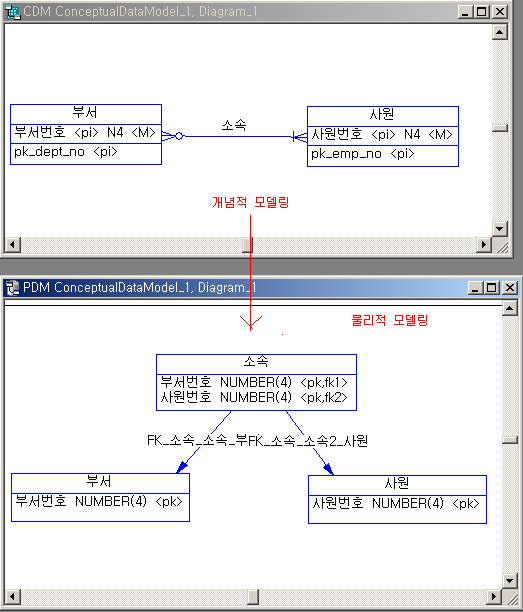 CDM ConceptualDataModel_1, Diagram_1
부서
부서번호 <pi> N4 <M>
pk_dept_no <pi>
소속
사원
사원번호 <pi> N4 <M>
pk_emp_no <pi>
개념적 모델링
PDM ConceptualDataModel_1, Diagram_1
물리적 모델링
소속
부서번호 NUMBER(4) <pk,fk1>
사원번호 NUMBER(4) <pk,fk2>
FK_소속_소속_부FK_소속_소속2_사원
부서
부서번호 NUMBER(4) <pk>
사원
사원번호 NUMBER(4) <pk>